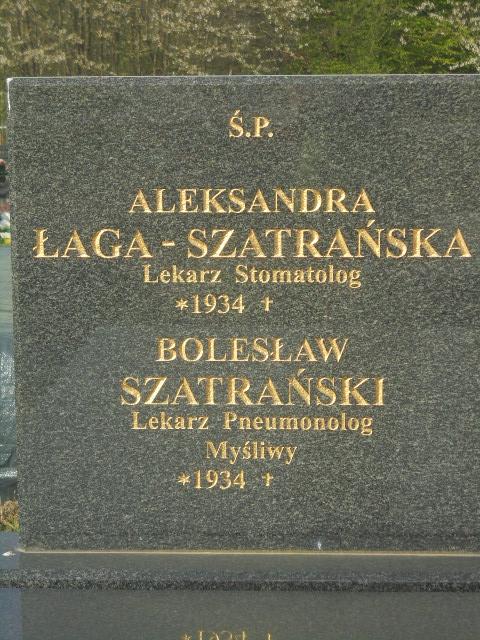 Ś.P.
ALEKSANDRA
ŁAGA - SZATRAŃSKA
Lekarz Stomatolog
*1934 †
BOLESŁAW
SZATRAŃSKI
Lekarz Pneumonolog
Myśliwy
*1934 †